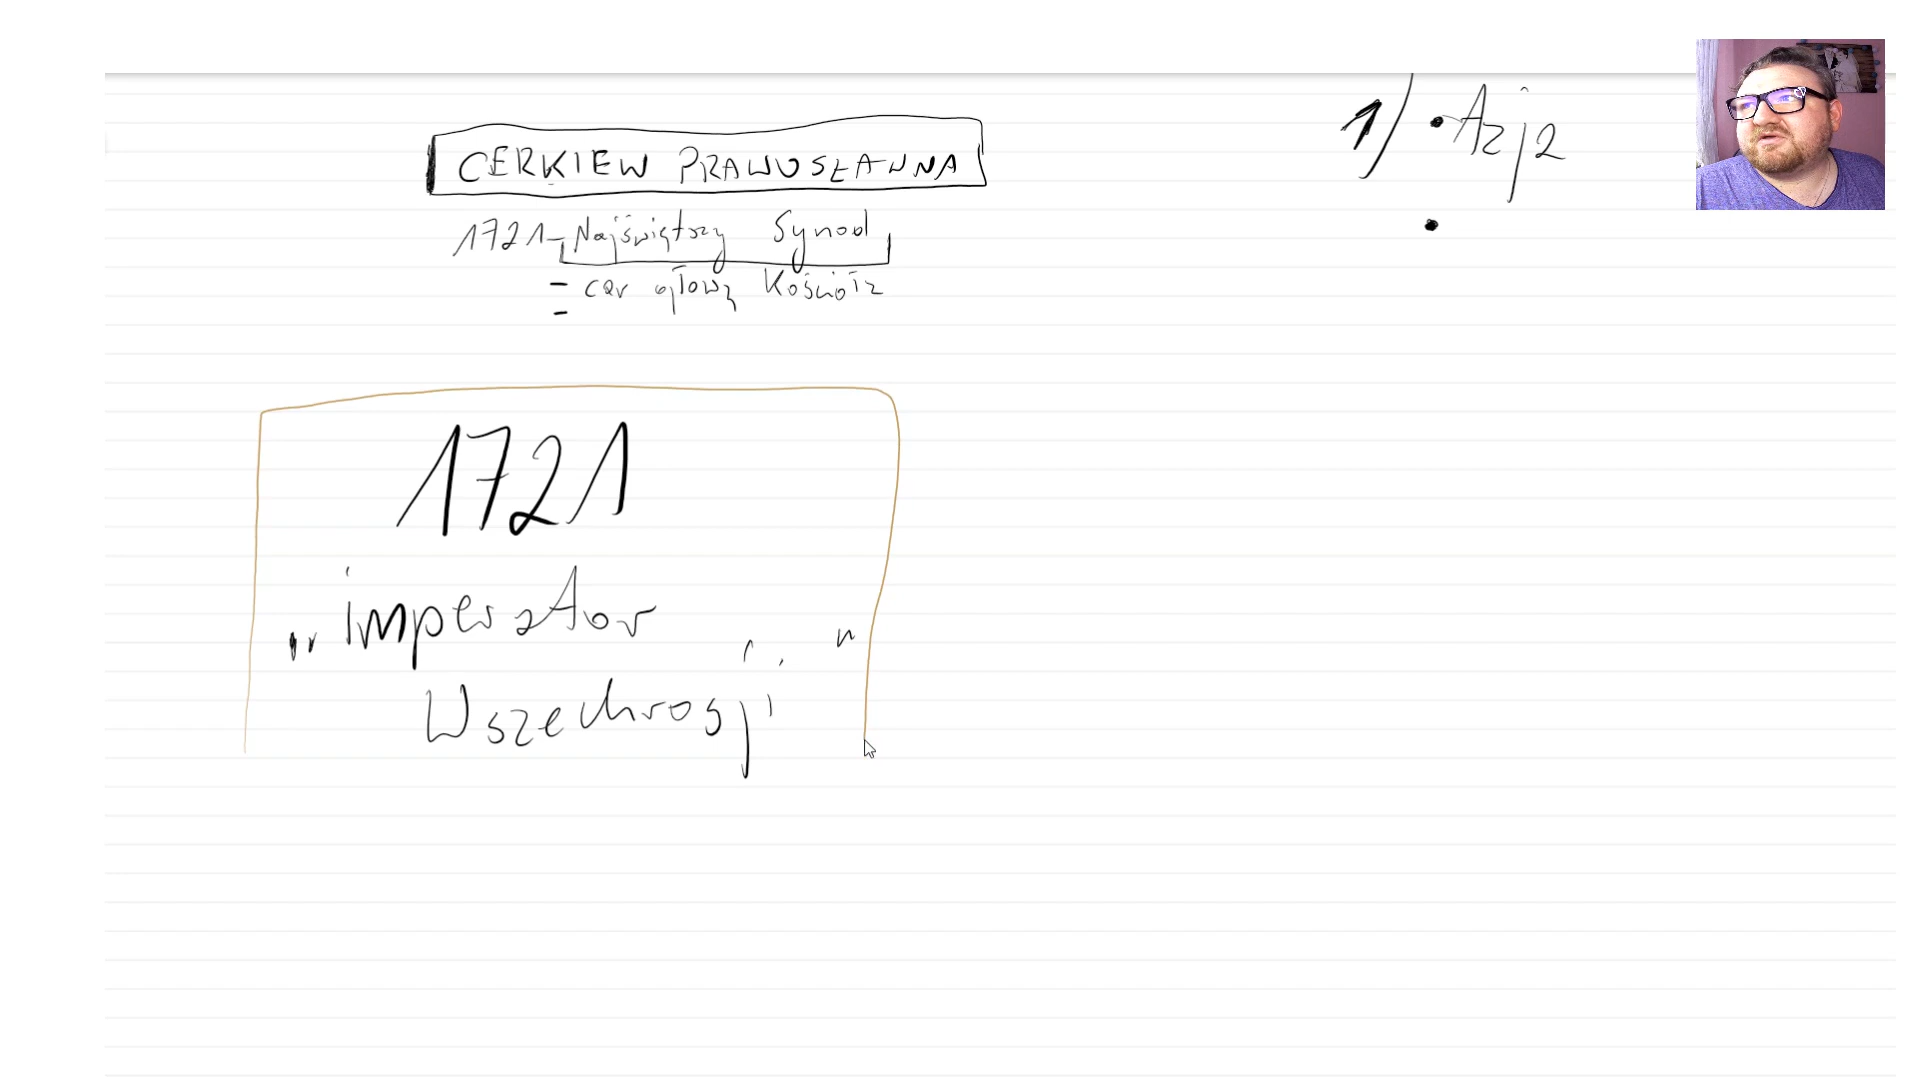 CERKIEW PRAWOSŁAWNA
1721 - Najświętszy Synod
- car głową Kościoła
-
1721
„imperator
Wszechrosji"
1) • Azja
•